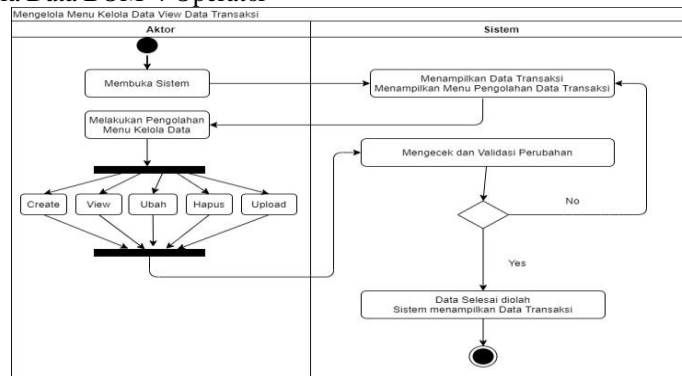 Mengelola Menu Kelola Data View Data Transaksi
Aktor
Sistem
Membuka Sistem
Menampilkan Data Transaksi
Menampilkan Menu Pengolahan Data Transaksi
Melakukan Pengolahan
Menu Kelola Data
Mengecek dan Validasi Perubahan
Create
View
Ubah
Hapus
Upload
No
Yes
Data Selesai diolah
Sistem menampilkan Data Transaksi